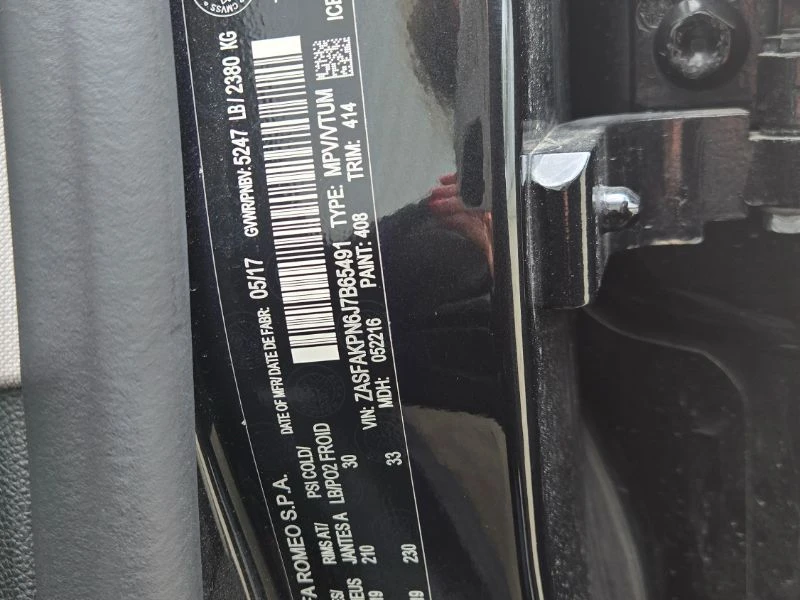 CMVSS
FA ROMEO S.P.A.
DATE OF MFR/DATE DE FABR: 05/17
GVWR/PNBV: 5247 LB / 2380 KG
RIMS AT/ PSI COLD/
JANTES A LB/PO2 FROID
210 30
230 33
VIN: ZASFAKPN6J7B65491 TYPE: MPV/VTUM
MDH: 052216 PAINT: 408 TRIM: 414